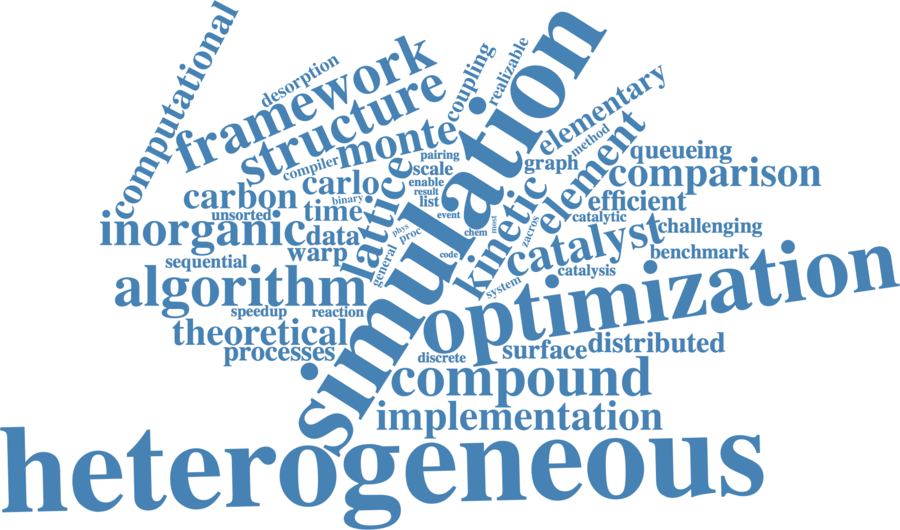 computational
desorption
framework
structure
coupling
realizable
simulation
elementary
method
element
compiler
monte
pairing
scale
enable
result
list
graph
queueing
comparison
carbon
carlo
binary
lattice
kinetic
efficient
unsorted
time
event
catalytic
inorganic
data
phys
proc
chem
most
zacros
catalyst
challenging
warp
general
code
benchmark
sequential
system
catalysis
algorithm
optimization
speedup
reaction
theoretical
processes
discrete
surface
distributed
compound
implementation
heterogeneous